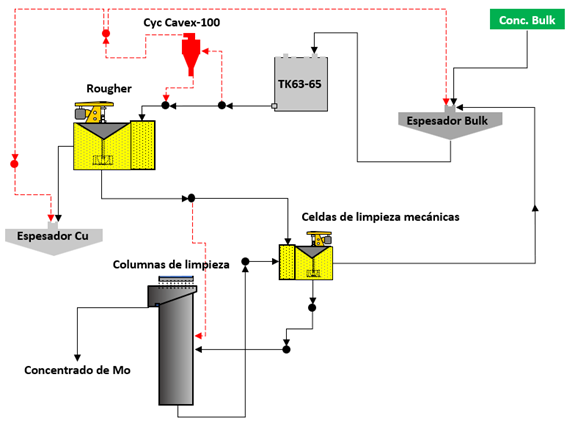 Cyc Cavex-100
Conc. Bulk
Rougher
TK63-65
Espesador Bulk
Espesador Cu
Celdas de limpieza mecánicas
Columnas de limpieza
Concentrado de Mo